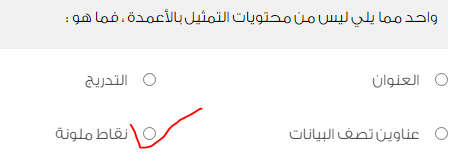 واحد مما يلي ليس من محتويات التمثيل بالأعمدة ، فما هو :
العنوان
التدريج
عناوين تصف البيانات
نقاط ملونة